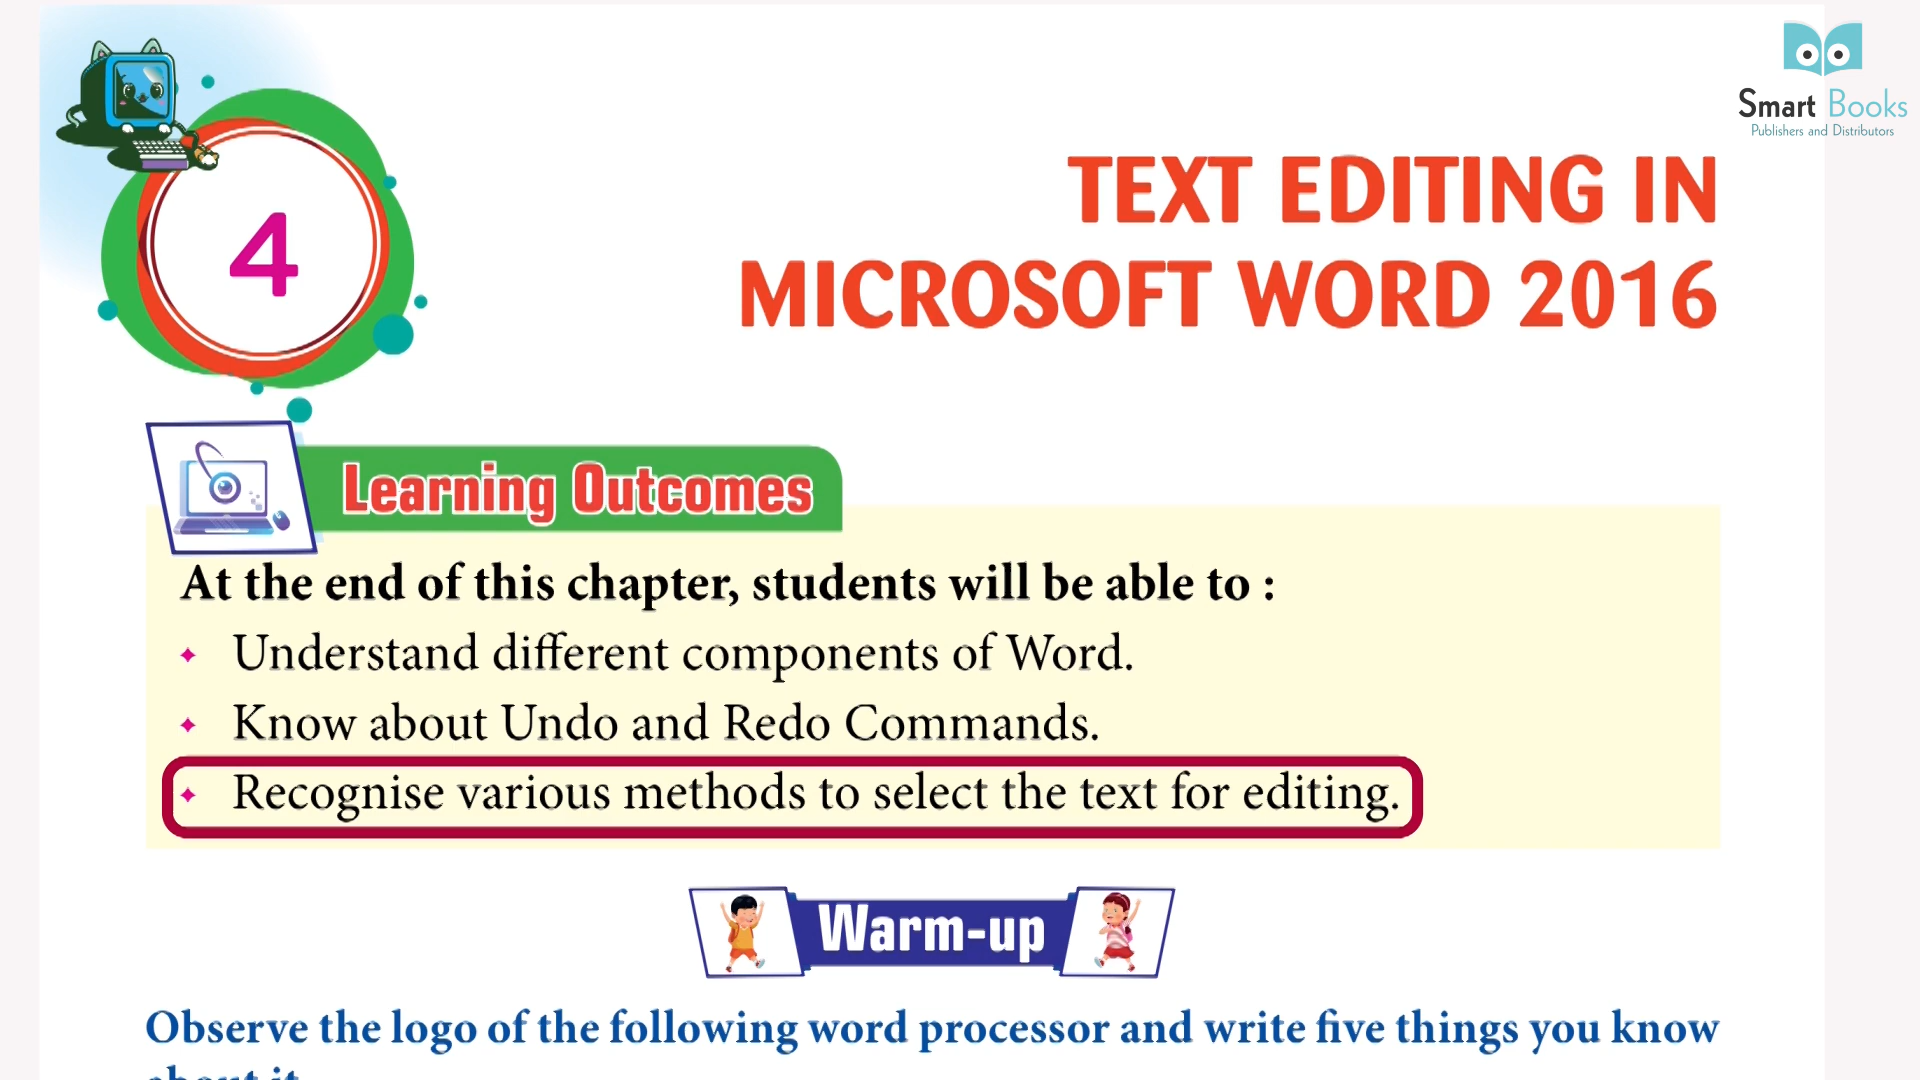 Smart Books
Publishers and Distributors
4
TEXT EDITING IN
MICROSOFT WORD 2016
Learning Outcomes
At the end of this chapter, students will be able to :
Understand different components of Word.
Know about Undo and Redo Commands.
Recognise various methods to select the text for editing.
Warm-up
Observe the logo of the following word processor and write five things you know
about it